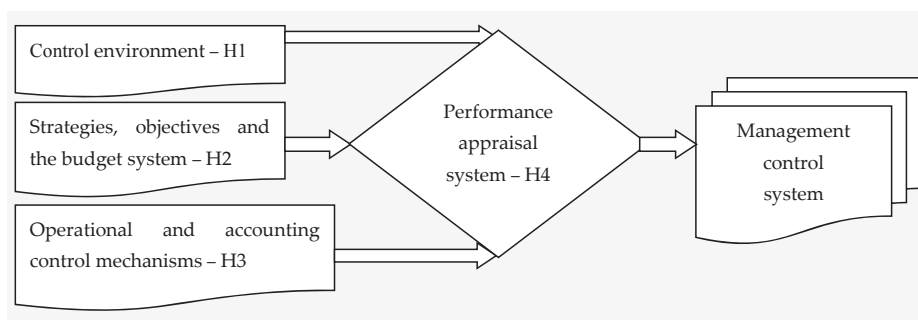 Control environment – H1
Strategies, objectives and
the budget system – H2
Operational and accounting
control mechanisms – H3
Performance
appraisal
system – H4
Management
control
system